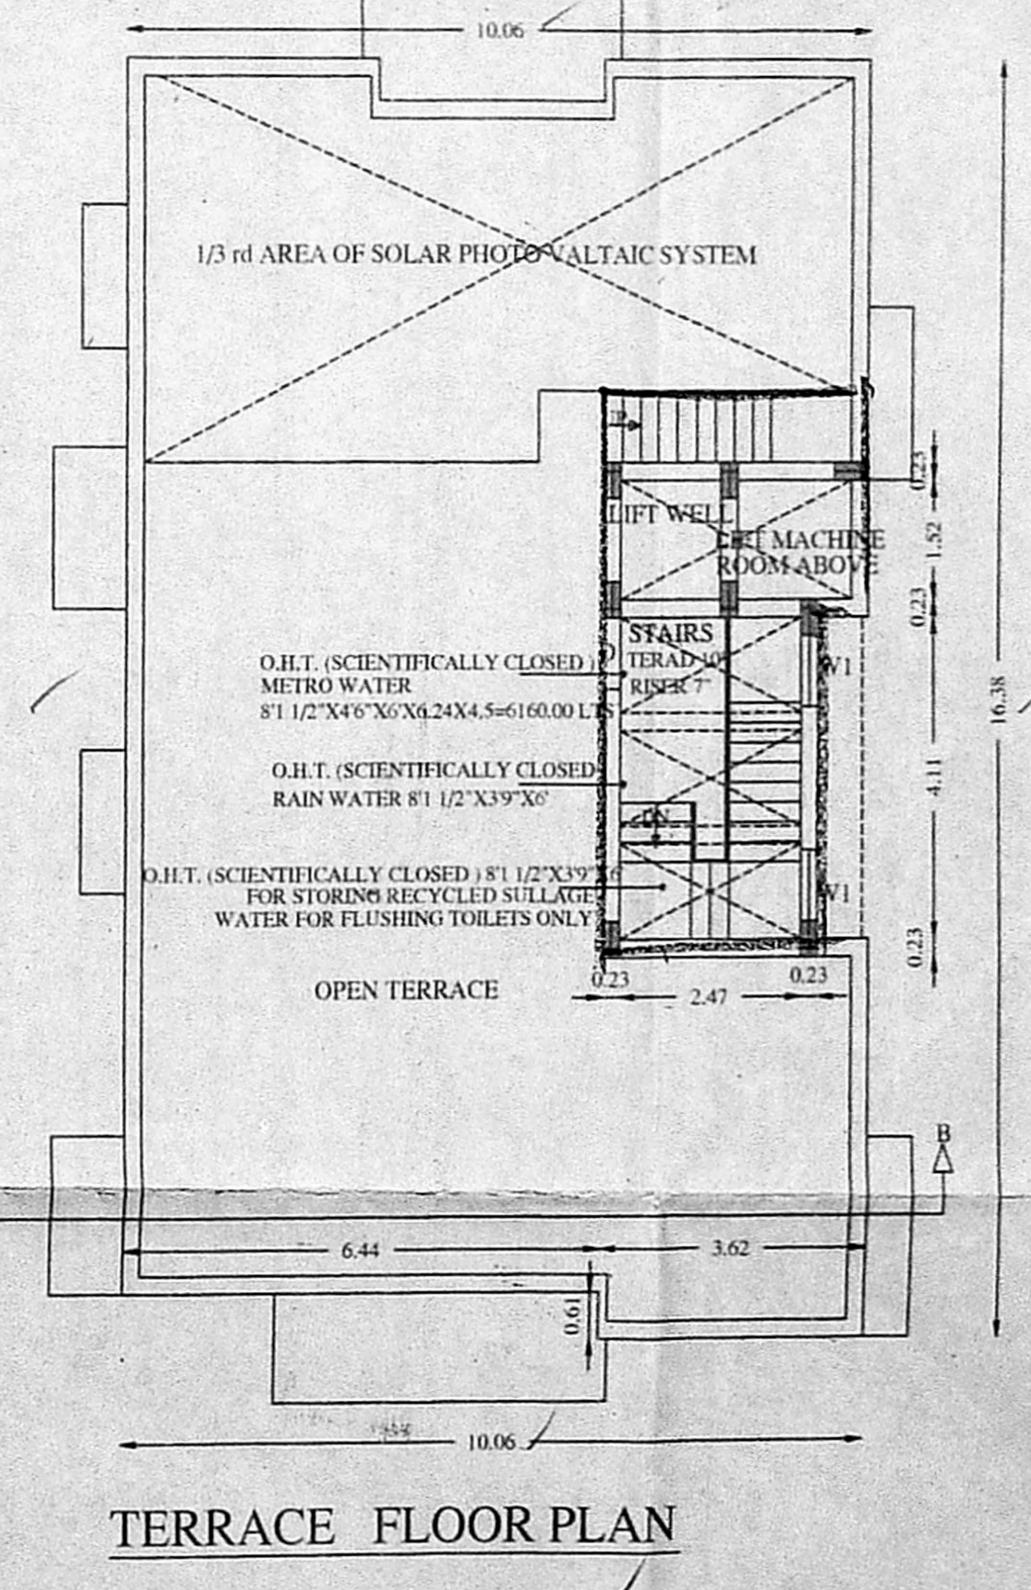 10.06
1/3 rd AREA OF SOLAR PHOTO VALTAIC SYSTEM
LIFT WELL
LIFT MACHINE
ROOM ABOVE
0.23
1.52
0.23
STAIRS
TERAD 10"
RISER 7"
W1
O.H.T. (SCIENTIFICALLY CLOSED )
METRO WATER
8'1 1/2"X4'6"X6'X6.24X4.5=6160.00 LTS
16.38
4.11
O.H.T. (SCIENTIFICALLY CLOSED
RAIN WATER 8'1 1/2"X3'9"X6'
DN
O.H.T. (SCIENTIFICALLY CLOSED ) 8'1 1/2"X3'9"X6'
FOR STORING RECYCLED SULLAGE
WATER FOR FLUSHING TOILETS ONLY
W1
0.23
OPEN TERRACE
0.23
2.47
0.23
B
6.44
3.62
0.61
10.06
TERRACE FLOOR PLAN